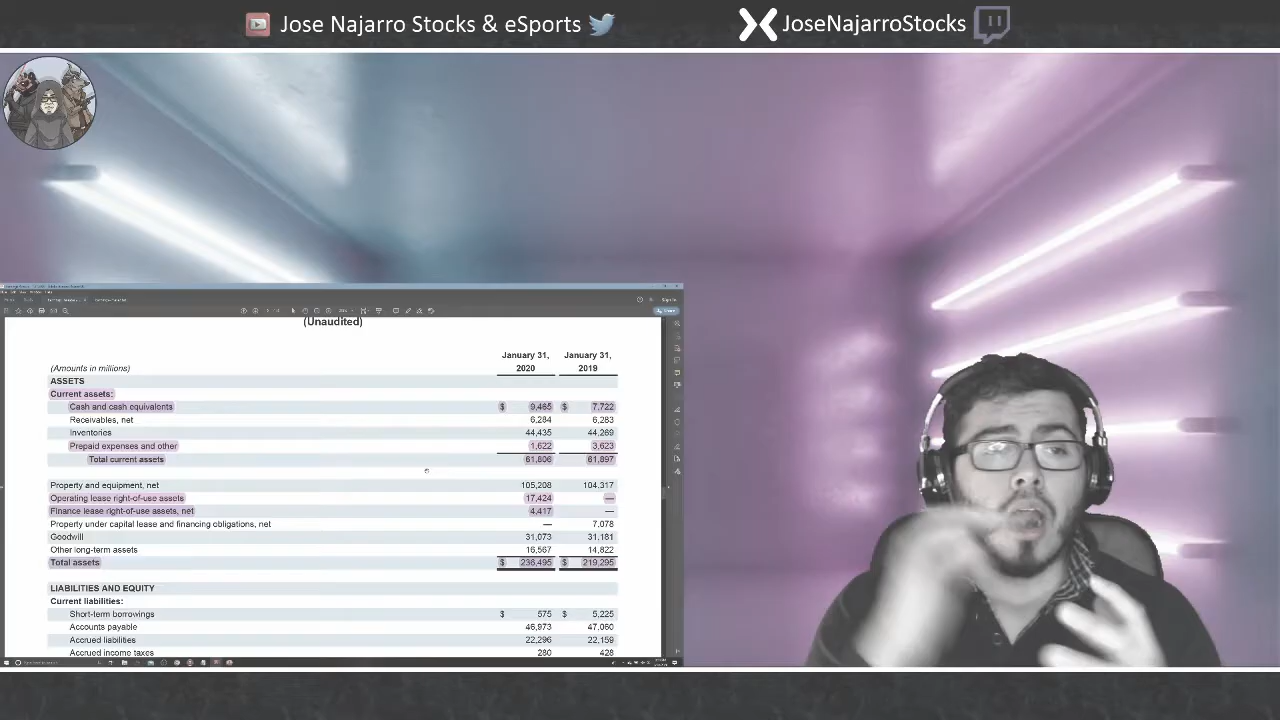 Jose Najarro Stocks & eSports
JoseNajarroStocks
(Unaudited)
January 31, January 31,
(Amounts in millions) 2020 2019
ASSETS
Current assets:
Cash and cash equivalents $ 9,465 $ 7,722
Receivables, net 6,284 6,283
Inventories 44,435 44,269
Prepaid expenses and other 1,622 3,623
Total current assets 61,806 61,897
Property and equipment, net 105,208 104,317
Operating lease right-of-use assets 17,424 —
Finance lease right-of-use assets, net 4,417 —
Property under capital lease and financing obligations, net — 7,078
Goodwill 31,073 31,181
Other long-term assets 16,567 14,822
Total assets $ 236,495 $ 219,295
LIABILITIES AND EQUITY
Current liabilities:
Short-term borrowings $ 575 $ 5,225
Accounts payable 46,973 47,060
Accrued liabilities 22,296 22,159
Accrued income taxes 280 428